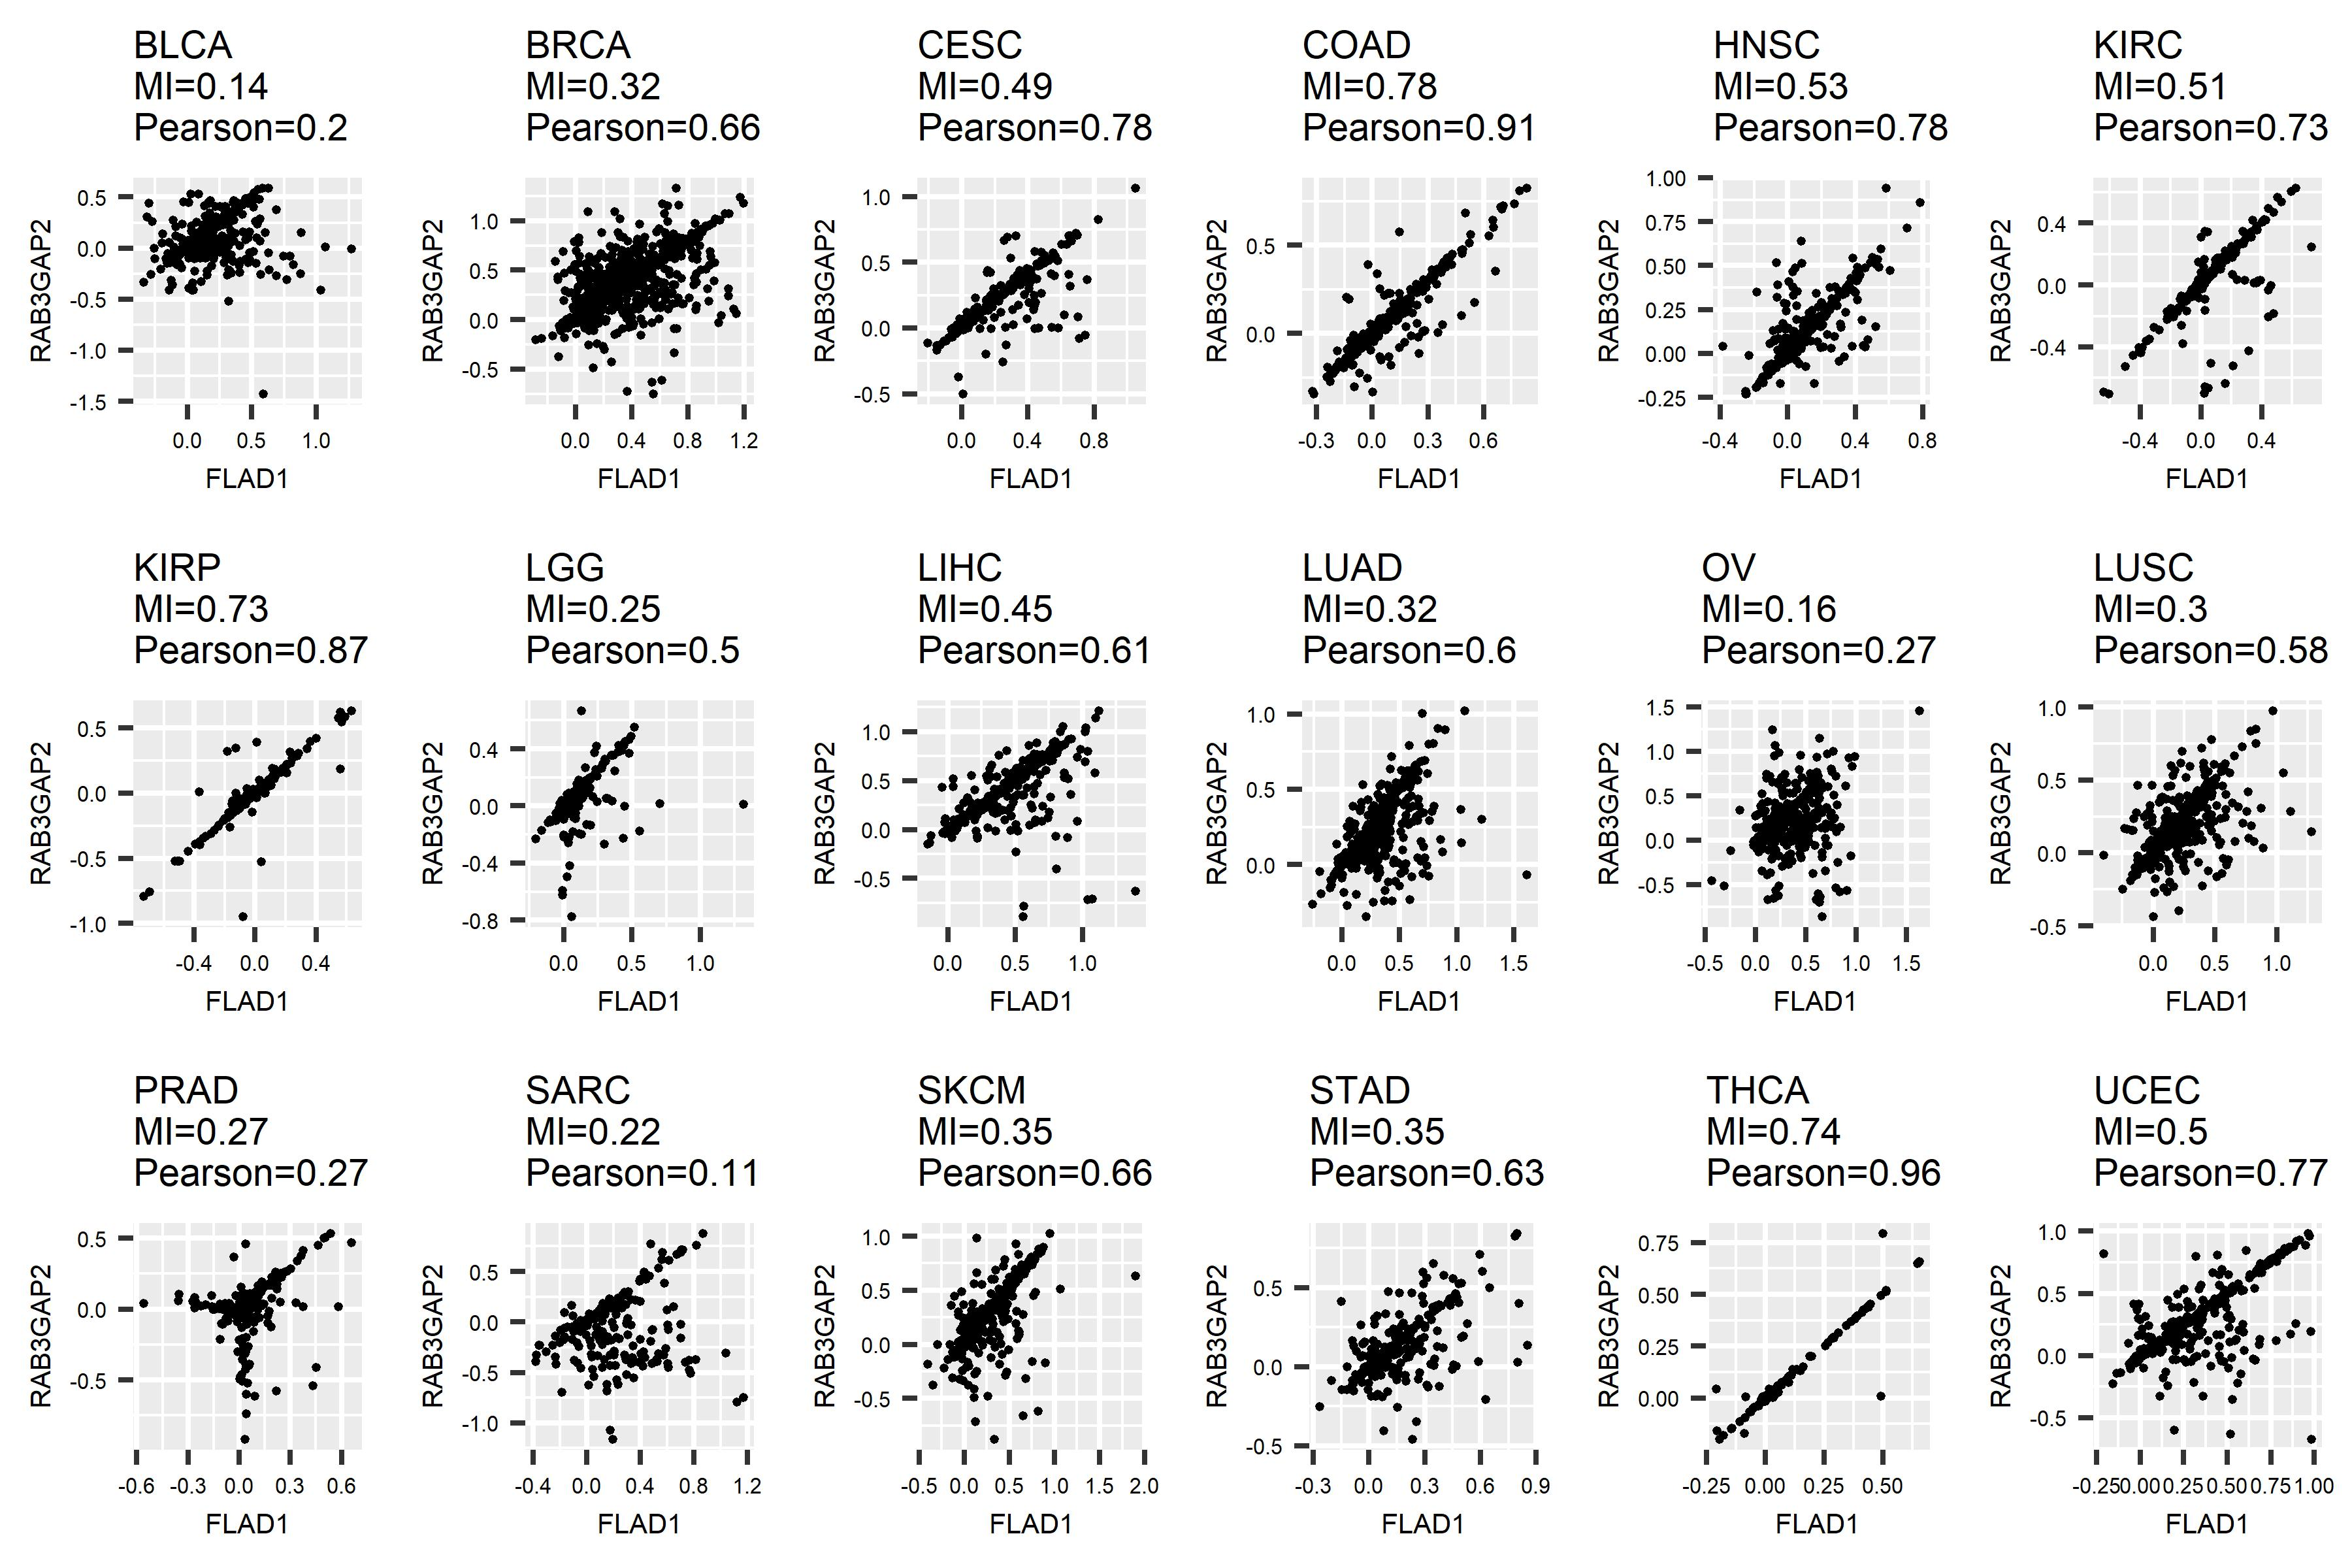 BLCA
MI=0.14
Pearson=0.2
RAB3GAP2
0.5
0.0
-0.5
-1.0
-1.5
0.0 0.5 1.0
FLAD1
BRCA
MI=0.32
Pearson=0.66
RAB3GAP2
1.0
0.5
0.0
-0.5
0.0 0.4 0.8 1.2
FLAD1
CESC
MI=0.49
Pearson=0.78
RAB3GAP2
1.0
0.5
0.0
-0.5
0.0 0.4 0.8
FLAD1
COAD
MI=0.78
Pearson=0.91
RAB3GAP2
0.5
0.0
-0.3 0.0 0.3 0.6
FLAD1
HNSC
MI=0.53
Pearson=0.78
RAB3GAP2
1.00
0.75
0.50
0.25
0.00
-0.25
-0.4 0.0 0.4 0.8
FLAD1
KIRC
MI=0.51
Pearson=0.73
RAB3GAP2
0.4
0.0
-0.4
-0.4 0.0 0.4
FLAD1
KIRP
MI=0.73
Pearson=0.87
RAB3GAP2
0.5
0.0
-0.5
-1.0
-0.4 0.0 0.4
FLAD1
LGG
MI=0.25
Pearson=0.5
RAB3GAP2
0.4
0.0
-0.4
-0.8
0.0 0.5 1.0
FLAD1
LIHC
MI=0.45
Pearson=0.61
RAB3GAP2
1.0
0.5
0.0
-0.5
0.0 0.5 1.0
FLAD1
LUAD
MI=0.32
Pearson=0.6
RAB3GAP2
1.0
0.5
0.0
0.0 0.5 1.0 1.5
FLAD1
OV
MI=0.16
Pearson=0.27
RAB3GAP2
1.5
1.0
0.5
0.0
-0.5
-0.5 0.0 0.5 1.0 1.5
FLAD1
LUSC
MI=0.3
Pearson=0.58
RAB3GAP2
1.0
0.5
0.0
-0.5
0.0 0.5 1.0
FLAD1
PRAD
MI=0.27
Pearson=0.27
RAB3GAP2
0.5
0.0
-0.5
-0.6 -0.3 0.0 0.3 0.6
FLAD1
SARC
MI=0.22
Pearson=0.11
RAB3GAP2
0.5
0.0
-0.5
-1.0
-0.4 0.0 0.4 0.8 1.2
FLAD1
SKCM
MI=0.35
Pearson=0.66
RAB3GAP2
1.0
0.5
0.0
-0.5
-0.5 0.0 0.5 1.0 1.5 2.0
FLAD1
STAD
MI=0.35
Pearson=0.63
RAB3GAP2
0.5
0.0
-0.5
-0.3 0.0 0.3 0.6 0.9
FLAD1
THCA
MI=0.74
Pearson=0.96
RAB3GAP2
0.75
0.50
0.25
0.00
-0.25 0.00 0.25 0.50
FLAD1
UCEC
MI=0.5
Pearson=0.77
RAB3GAP2
1.0
0.5
0.0
-0.5
-0.25 0.00 0.25 0.50 0.75 1.00
FLAD1